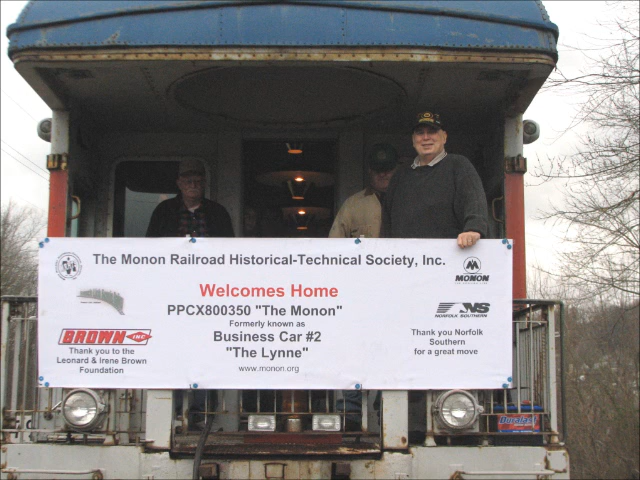 The Monon Railroad Historical-Technical Society, Inc.
Welcomes Home
PPCX800350 "The Monon"
Formerly known as
Business Car #2
"The Lynne"
www.monon.org
BROWN INC
Thank you to the
Leonard & Irene Brown
Foundation
MONON
NS
NORFOLK SOUTHERN
Thank you Norfolk
Southern
for a great move
Duralast